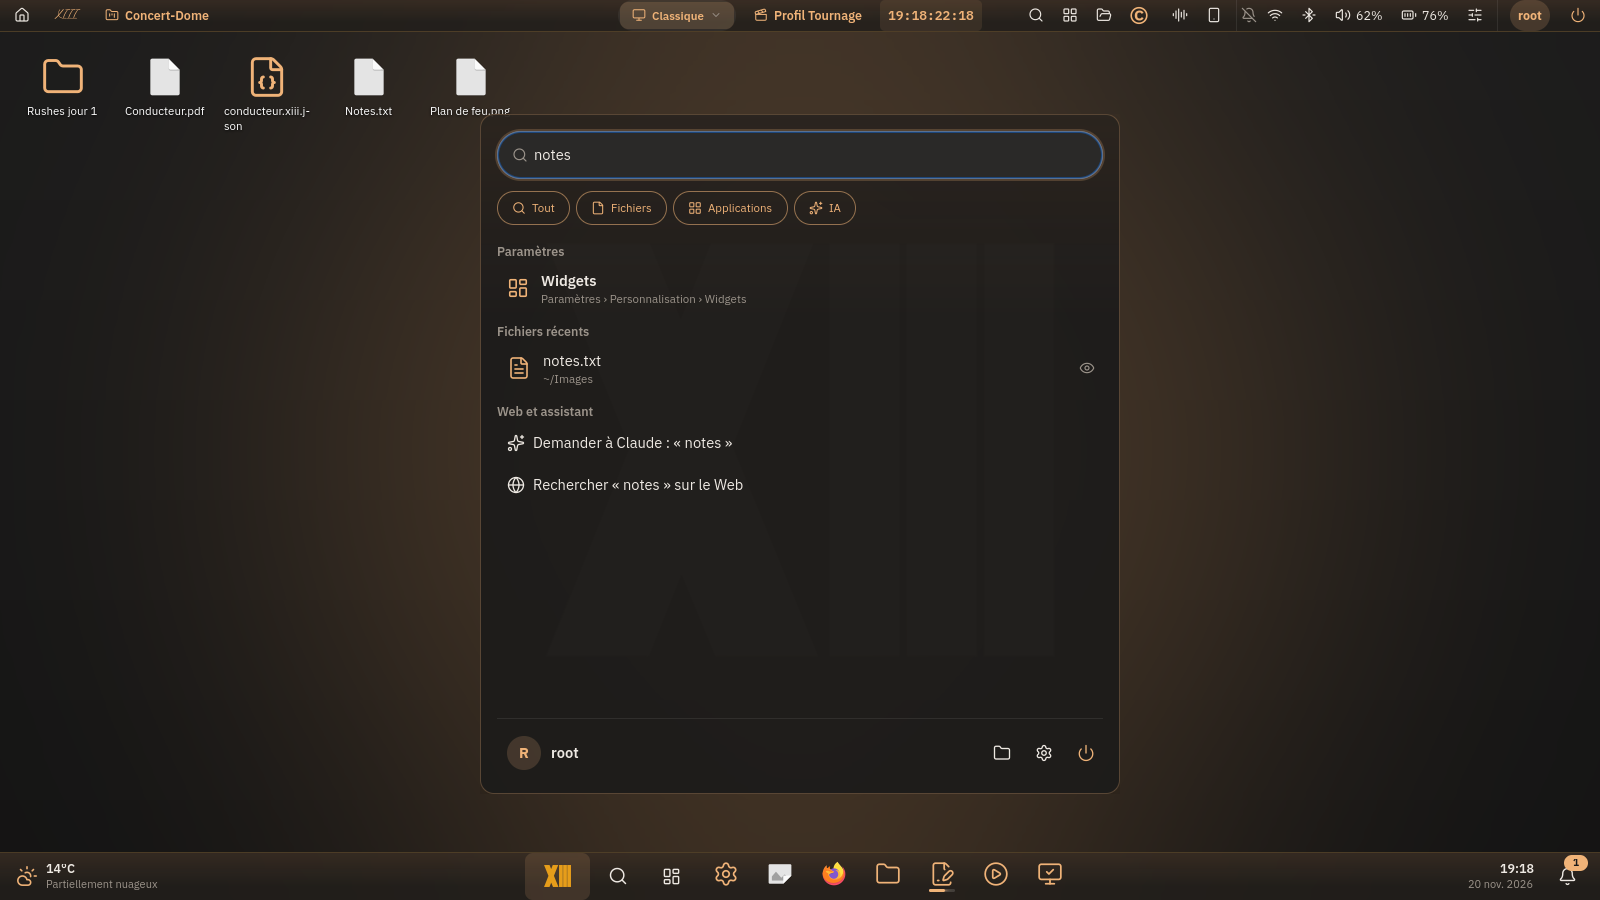 Concert-Dome
Classique
Profil Tournage
19:18:22:18
62%
76%
root
Rushes jour 1
Conducteur.pdf
conducteur.xiii.j-
son
Notes.txt
Plan de feu.png
notes
Tout
Fichiers
Applications
IA
Paramètres
Widgets
Paramètres › Personnalisation › Widgets
Fichiers récents
notes.txt
~/Images
Web et assistant
Demander à Claude : « notes »
Rechercher « notes » sur le Web
R
root
14°C
Partiellement nuageux
XIII
19:18
20 nov. 2026
1